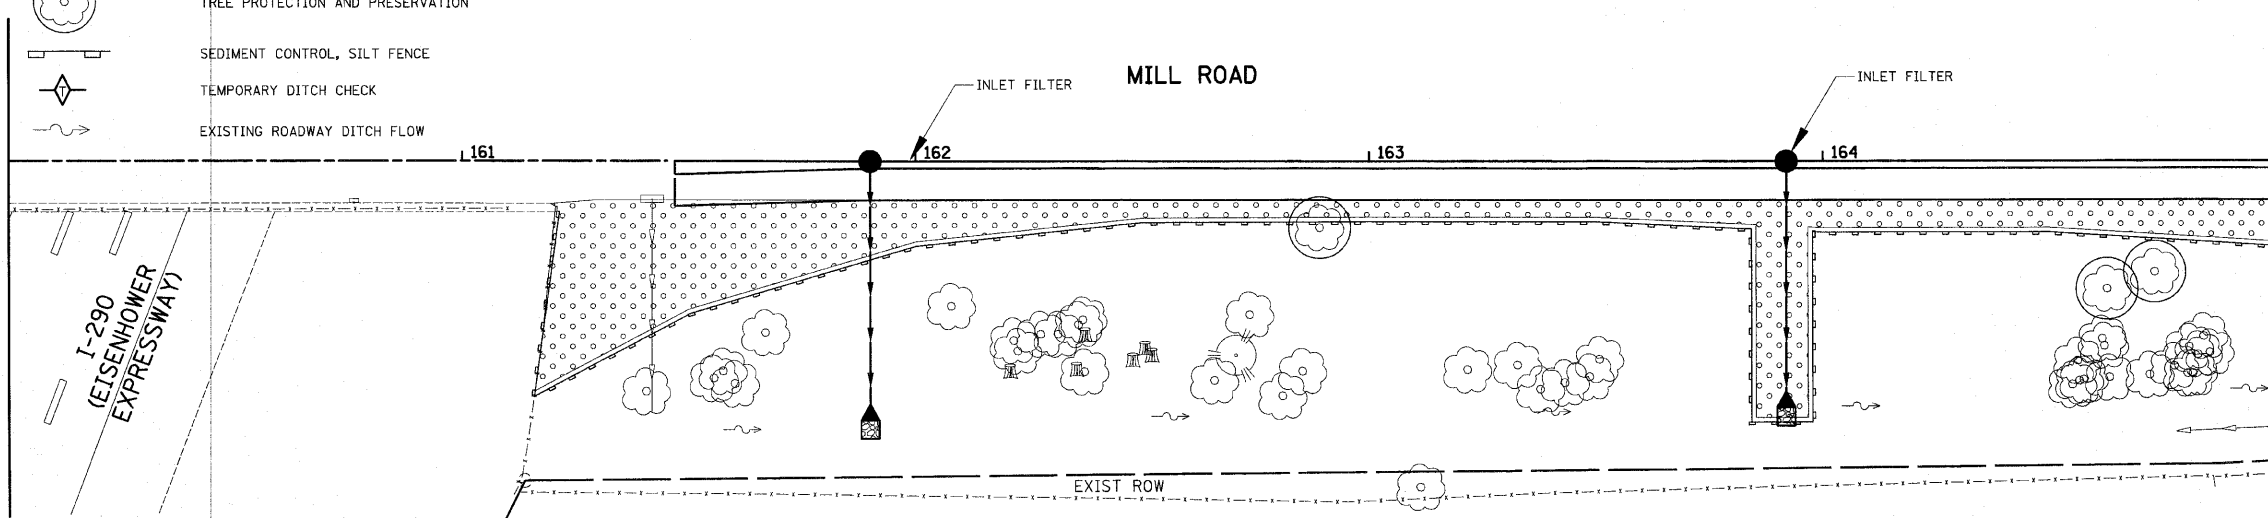 TREE PROTECTION AND PRESERVATION
SEDIMENT CONTROL, SILT FENCE
T
TEMPORARY DITCH CHECK
EXISTING ROADWAY DITCH FLOW
MILL ROAD
INLET FILTER
INLET FILTER
161
162
163
164
I-290
(EISENHOWER
EXPRESSWAY)
EXIST ROW